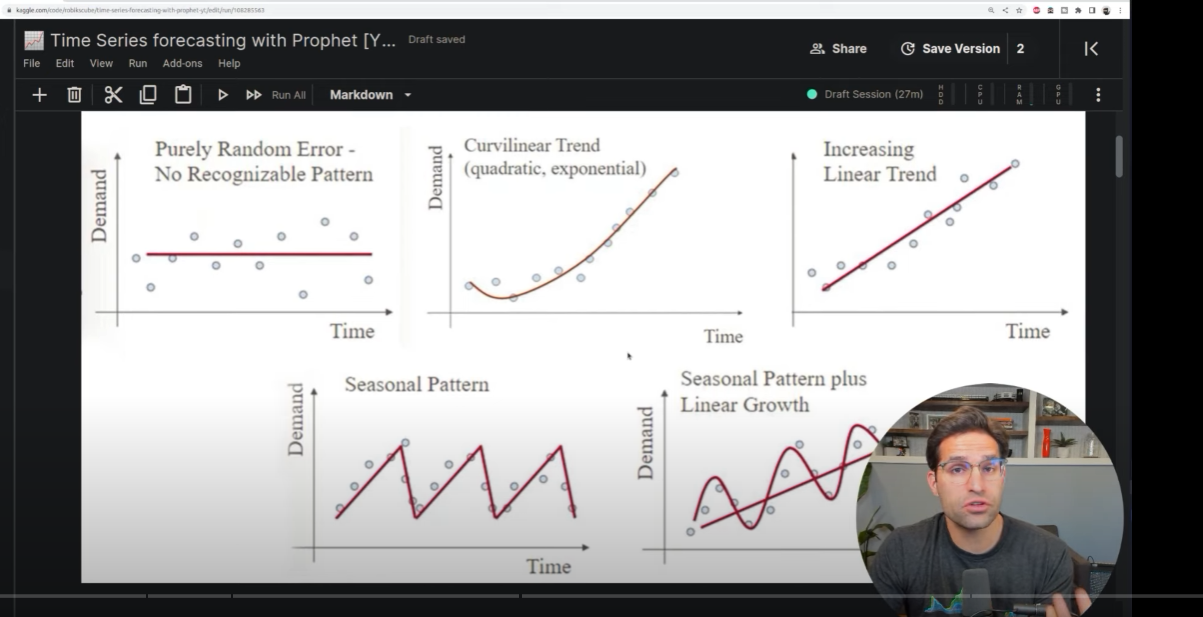 kaggle.com/code/robikscube/time-series-forecasting-with-prophet-yt/edit/run/108285563
Time Series forecasting with Prophet [Y... Draft saved
Share
Save Version 2
File Edit View Run Add-ons Help
Run All
Markdown
Draft Session (27m)
HDD
CPU
RAM
GPU
Purely Random Error -
No Recognizable Pattern
Demand
Time
Curvilinear Trend
(quadratic, exponential)
Demand
Time
Increasing
Linear Trend
Time
Seasonal Pattern
Demand
Time
Seasonal Pattern plus
Linear Growth
Demand